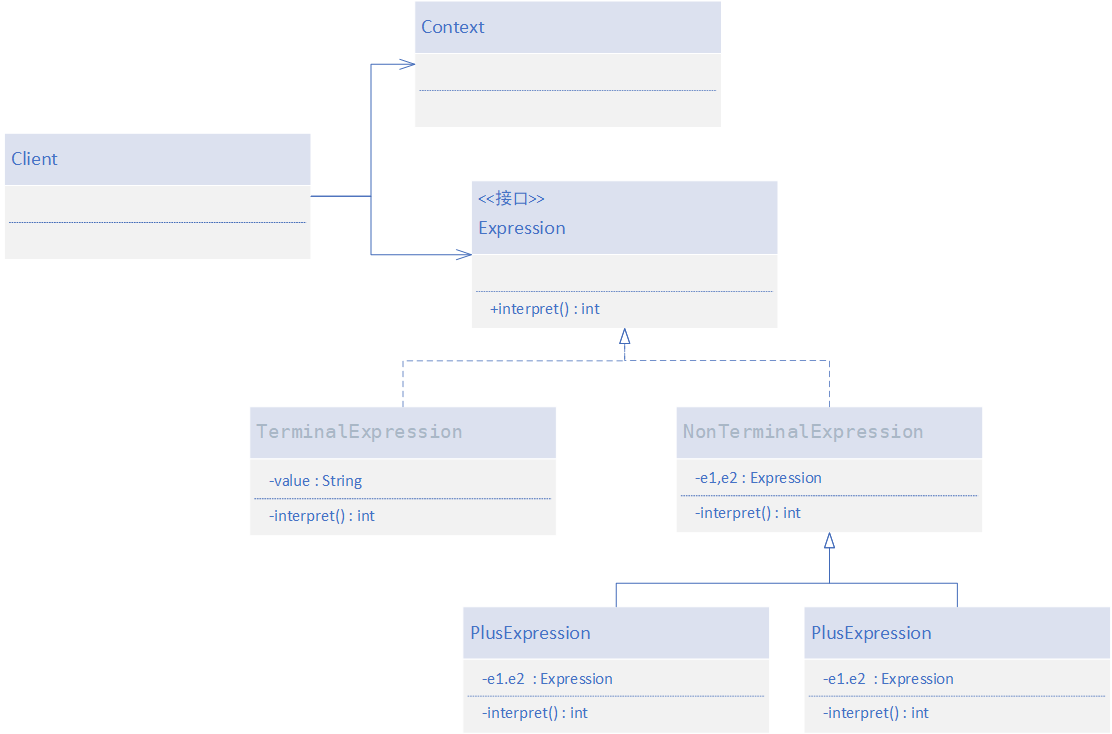 Context
Client
<<接口>>
Expression
+interpret() : int
TerminalExpression
-value : String
-interpret() : int
NonTerminalExpression
-e1,e2 : Expression
-interpret() : int
PlusExpression
-e1.e2 : Expression
-interpret() : int
PlusExpression
-e1.e2 : Expression
-interpret() : int